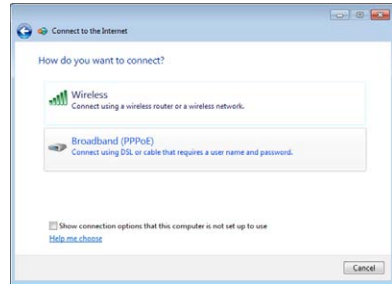 Connect to the Internet
How do you want to connect?
Wireless
Connect using a wireless router or a wireless network.
Broadband (PPPoE)
Connect using DSL or cable that requires a user name and password.
Show connection options that this computer is not set up to use
Help me choose
Cancel